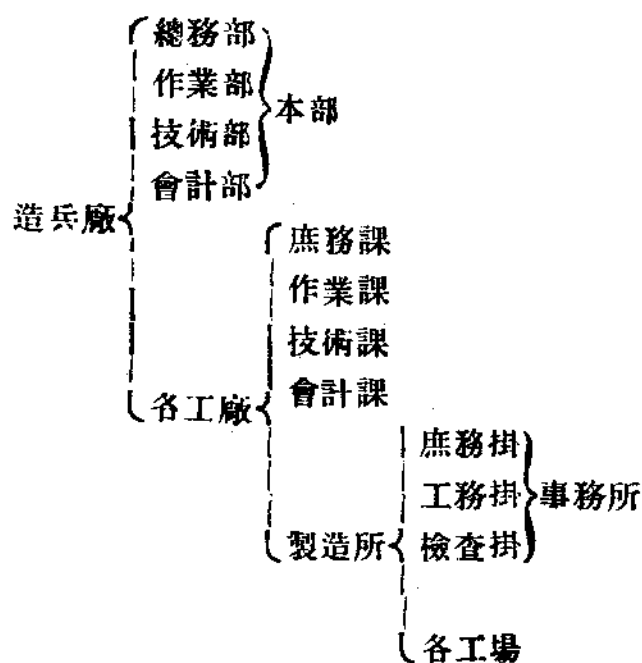 總務部
作業部
本部
技術部
會計部
造兵廠
庶務課
作業課
技術課
會計課
各工廠
庶務掛
工務掛 事務所
製造所 檢査掛
各工場